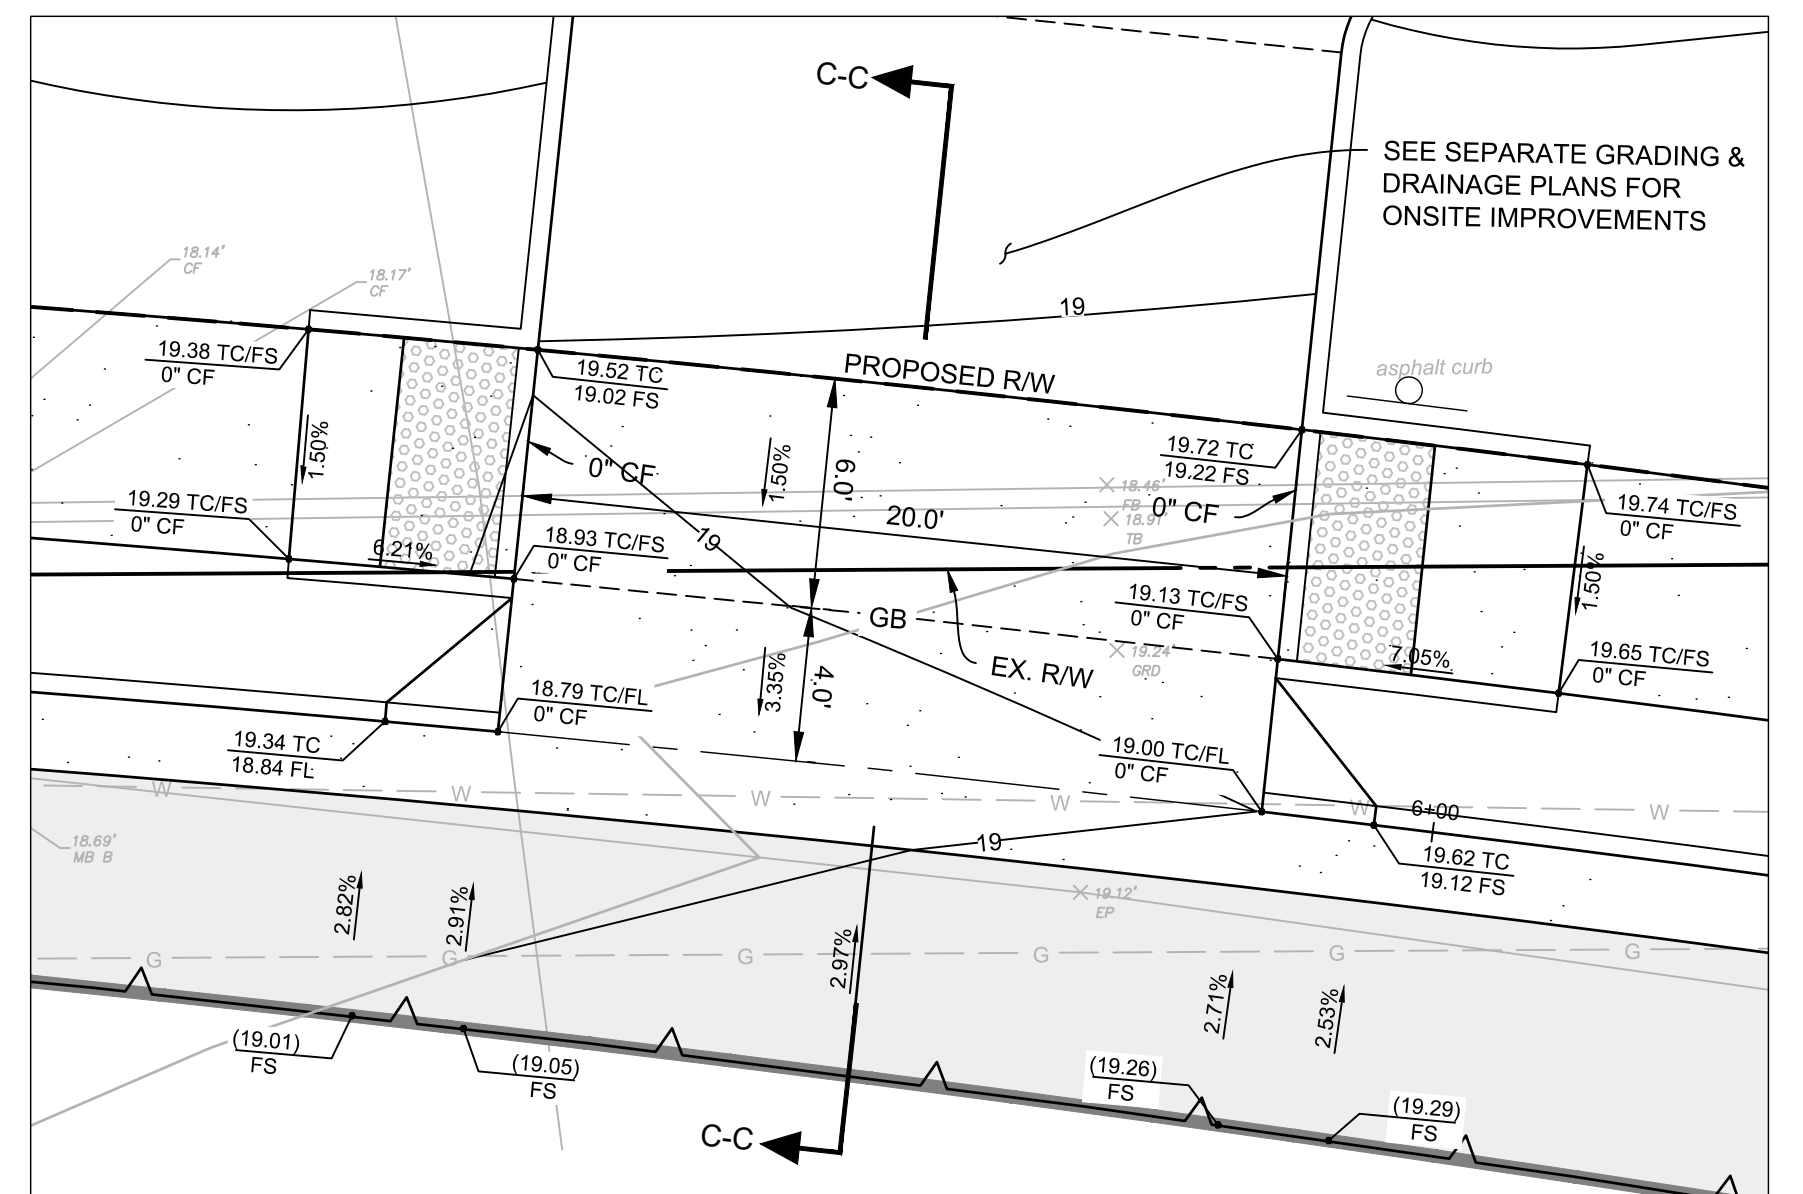 C-C
SEE SEPARATE GRADING &
DRAINAGE PLANS FOR
ONSITE IMPROVEMENTS
18.14'
CF
18.17'
CF
19
19.38 TC/FS
0" CF
19.52 TC
19.02 FS
PROPOSED R/W
asphalt curb
1.50%
0" CF
1.50%
6.0'
19.72 TC
19.22 FS
18.46'
FB
0" CF
18.91'
TB
19.74 TC/FS
0" CF
19.29 TC/FS
0" CF
20.0'
19
6.21%
18.93 TC/FS
0" CF
1.50%
19.13 TC/FS
0" CF
GB
EX. R/W
19.24
GRD
7.05%
19.65 TC/FS
0" CF
3.35%
4.0'
18.79 TC/FL
0" CF
19.34 TC
18.84 FL
19.00 TC/FL
0" CF
W W W W W W
6+00
19
19.62 TC
19.12 FS
18.69'
MB B
19.12'
EP
2.82%
2.91%
2.97%
2.71%
2.53%
G G G G G G
(19.01)
FS
(19.05)
FS
(19.26)
FS
(19.29)
FS
C-C